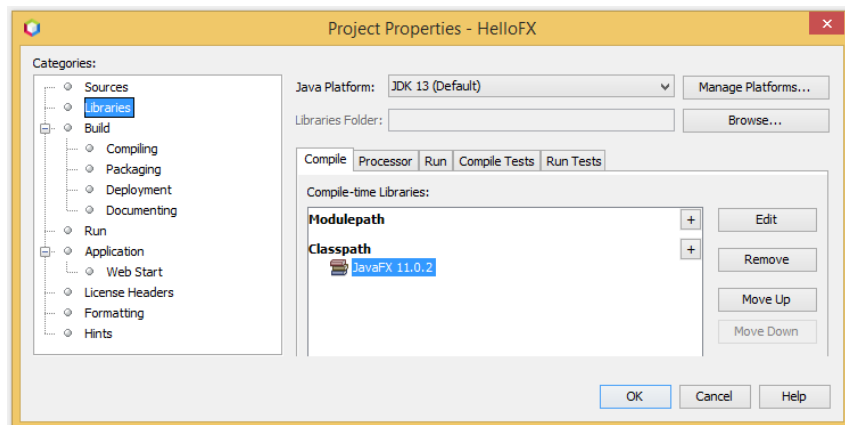 Project Properties - HelloFX
Categories:
Sources
Libraries
Build
Compiling
Packaging
Deployment
Documenting
Run
Application
Web Start
License Headers
Formatting
Hints
Java Platform: JDK 13 (Default) Manage Platforms...
Libraries Folder: Browse...
Compile Processor Run Compile Tests Run Tests
Compile-time Libraries:
Modulepath + Edit
Classpath +
JavaFX 11.0.2 Remove
Move Up
Move Down
OK Cancel Help